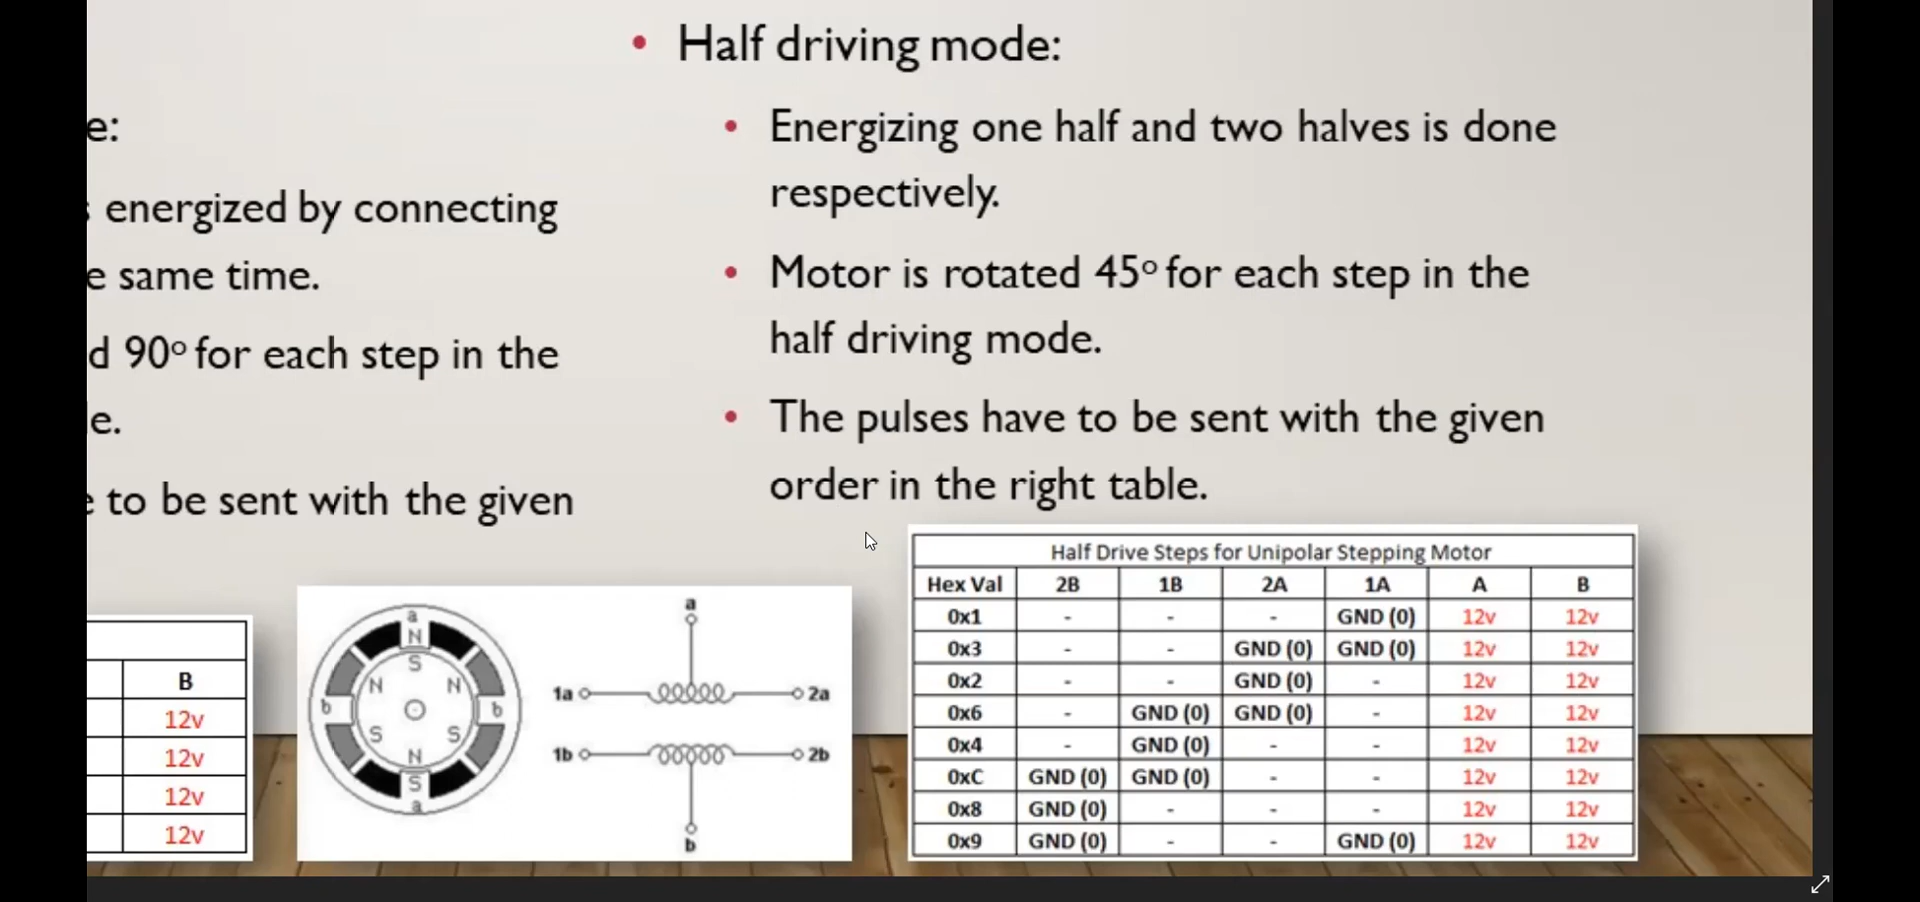 e:
energized by connecting
e same time.
d 90º for each step in the
le.
e to be sent with the given
B
12v
12v
12v
12v
• Half driving mode:
• Energizing one half and two halves is done
respectively.
• Motor is rotated 45º for each step in the
half driving mode.
• The pulses have to be sent with the given
order in the right table.
a
N
S
N N
b b
S S
N
S
a
a
1a 2a
1b 2b
b
Half Drive Steps for Unipolar Stepping Motor
Hex Val 2B 1B 2A 1A A B
0x1 - - - GND (0) 12v 12v
0x3 - - GND (0) GND (0) 12v 12v
0x2 - - GND (0) - 12v 12v
0x6 - GND (0) GND (0) - 12v 12v
0x4 - GND (0) - - 12v 12v
0xC GND (0) GND (0) - - 12v 12v
0x8 GND (0) - - - 12v 12v
0x9 GND (0) - - GND (0) 12v 12v